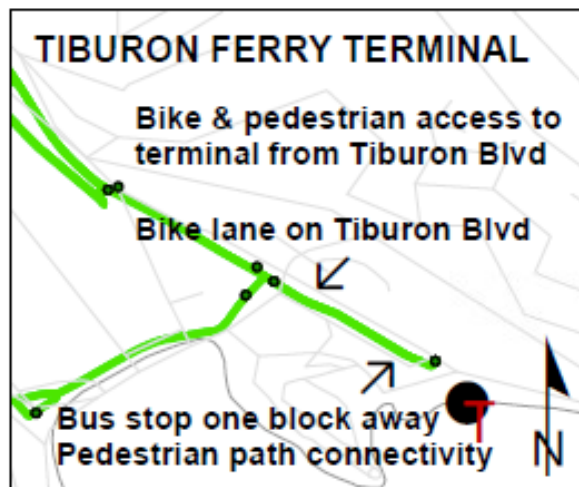 TIBURON FERRY TERMINAL
Bike & pedestrian access to
terminal from Tiburon Blvd
Bike lane on Tiburon Blvd
Bus stop one block away
T
Pedestrian path connectivity
N